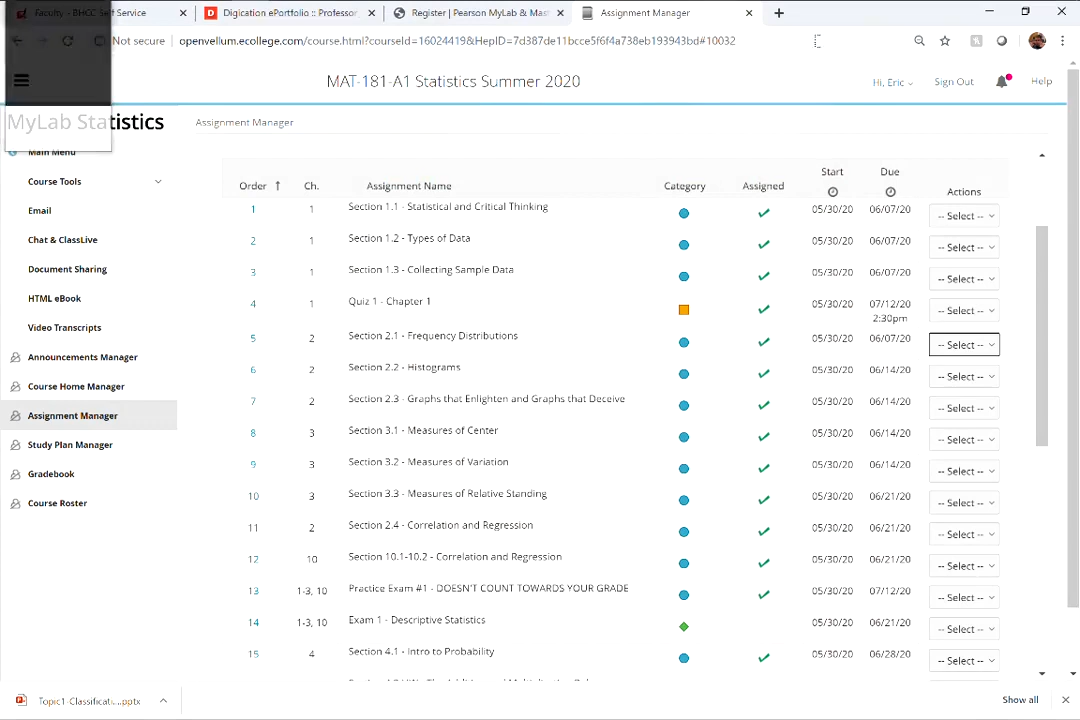 Faculty - BHCC Self Service
Digication ePortfolio :: Professor
Register | Pearson MyLab & Mast
Assignment Manager
Not secure
openvellum.ecollege.com/course.html?courseId=16024419&HepID=7d387de11bcce5f6f4a738eb193943bd#10032
MAT-181-A1 Statistics Summer 2020
Hi, Eric
Sign Out
Help
MyLab Statistics
Assignment Manager
Main Menu
Course Tools
Email
Chat & ClassLive
Document Sharing
HTML eBook
Video Transcripts
Announcements Manager
Course Home Manager
Assignment Manager
Study Plan Manager
Gradebook
Course Roster
Order ↑ Ch. Assignment Name Category Assigned Start Due Actions
1 1 Section 1.1 - Statistical and Critical Thinking 05/30/20 06/07/20 -- Select --
2 1 Section 1.2 - Types of Data 05/30/20 06/07/20 -- Select --
3 1 Section 1.3 - Collecting Sample Data 05/30/20 06/07/20 -- Select --
4 1 Quiz 1 - Chapter 1 05/30/20 07/12/20 -- Select --
2:30pm
5 2 Section 2.1 - Frequency Distributions 05/30/20 06/07/20 -- Select --
6 2 Section 2.2 - Histograms 05/30/20 06/14/20 -- Select --
7 2 Section 2.3 - Graphs that Enlighten and Graphs that Deceive 05/30/20 06/14/20 -- Select --
8 3 Section 3.1 - Measures of Center 05/30/20 06/14/20 -- Select --
9 3 Section 3.2 - Measures of Variation 05/30/20 06/14/20 -- Select --
10 3 Section 3.3 - Measures of Relative Standing 05/30/20 06/21/20 -- Select --
11 2 Section 2.4 - Correlation and Regression 05/30/20 06/21/20 -- Select --
12 10 Section 10.1-10.2 - Correlation and Regression 05/30/20 06/21/20 -- Select --
13 1-3, 10 Practice Exam #1 - DOESN'T COUNT TOWARDS YOUR GRADE 05/30/20 07/12/20 -- Select --
14 1-3, 10 Exam 1 - Descriptive Statistics 05/30/20 06/21/20 -- Select --
15 4 Section 4.1 - Intro to Probability 05/30/20 06/28/20 -- Select --
Topic1-Classificati....pptx
Show all